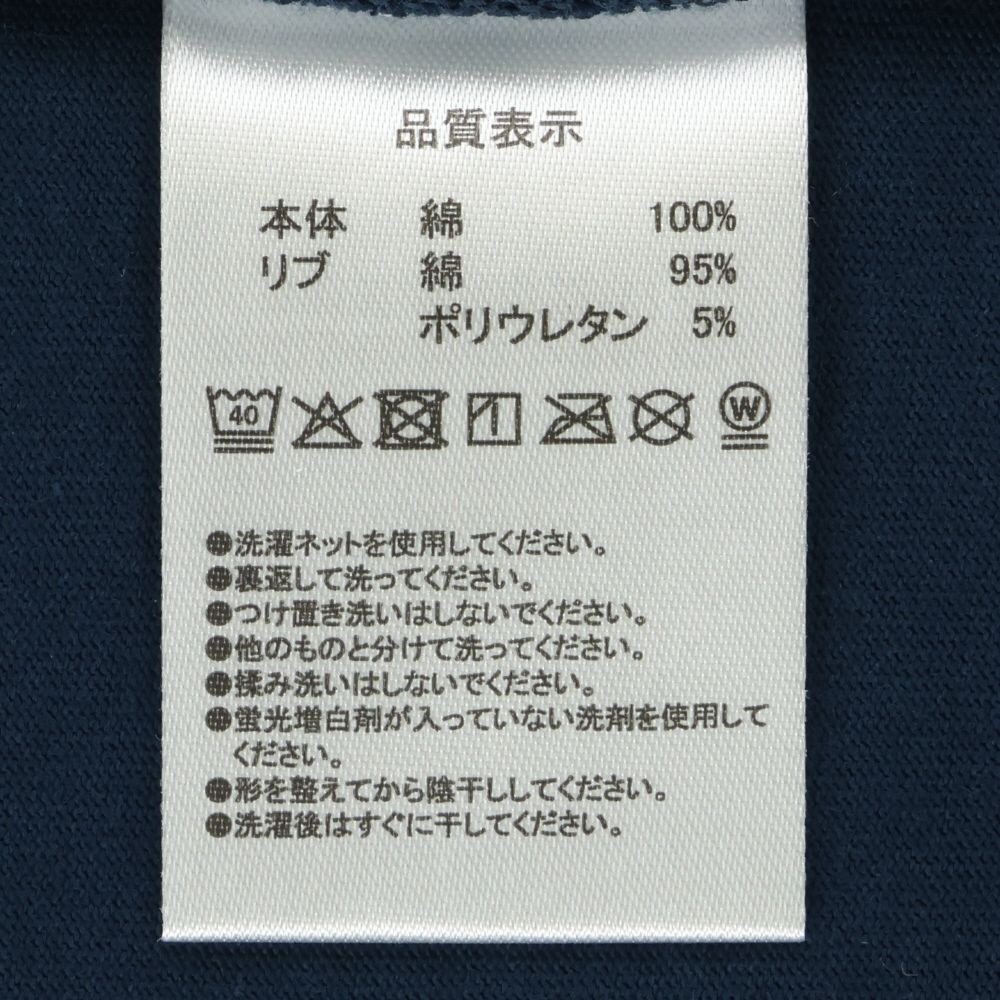 品質表示
本体 綿 100%
リブ 綿 95%
ポリウレタン 5%
40 W
●洗濯ネットを使用してください。
●裏返して洗ってください。
●つけ置き洗いはしないでください。
●他のものと分けて洗ってください。
●揉み洗いはしないでください。
●蛍光増白剤が入っていない洗剤を使用して
ください。
●形を整えてから陰干ししてください。
●洗濯後はすぐに干してください。